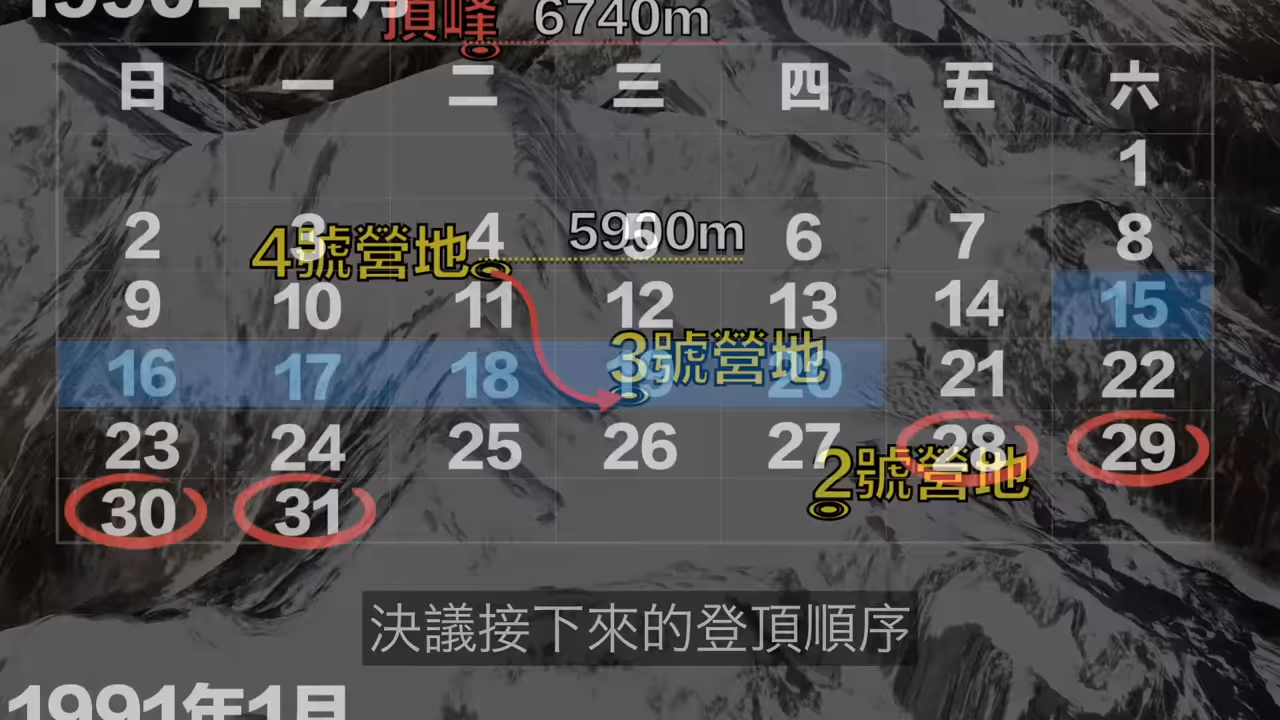 1990年12月
頂峰 6740m
日 一 二 三 四 五 六
1
2 3 4 5 6 7 8
4號營地 5900m
9 10 11 12 13 14 15
3號營地
16 17 18 19 20 21 22
23 24 25 26 27 28 29
2號營地
30 31
決議接下來的登頂順序
1991年1月